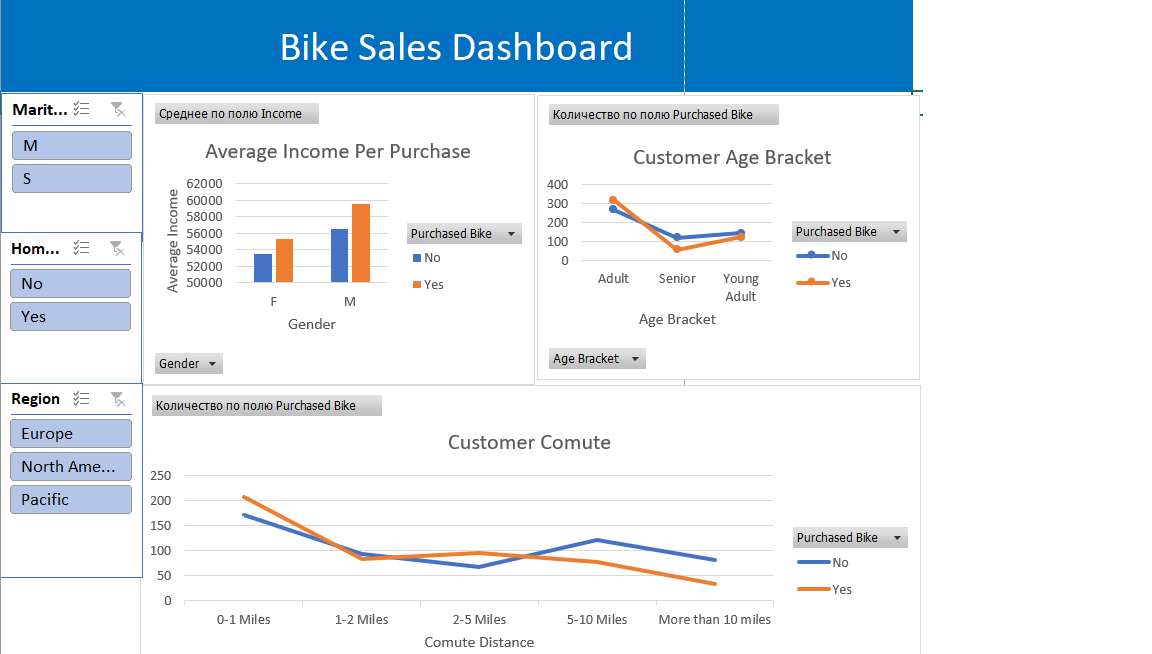 Bike Sales Dashboard
Marit...
M
S
Hom...
No
Yes
Region
Europe
North Ame...
Pacific
Среднее по полю Income
Average Income Per Purchase
62000
60000
58000
56000
54000
52000
50000
Average Income
F
M
Gender
Purchased Bike
No
Yes
Gender
Количество по полю Purchased Bike
Customer Age Bracket
400
300
200
100
0
Adult
Senior
Young
Adult
Age Bracket
Purchased Bike
No
Yes
Age Bracket
Количество по полю Purchased Bike
Customer Comute
250
200
150
100
50
0
0-1 Miles
1-2 Miles
2-5 Miles
5-10 Miles
More than 10 miles
Comute Distance
Purchased Bike
No
Yes